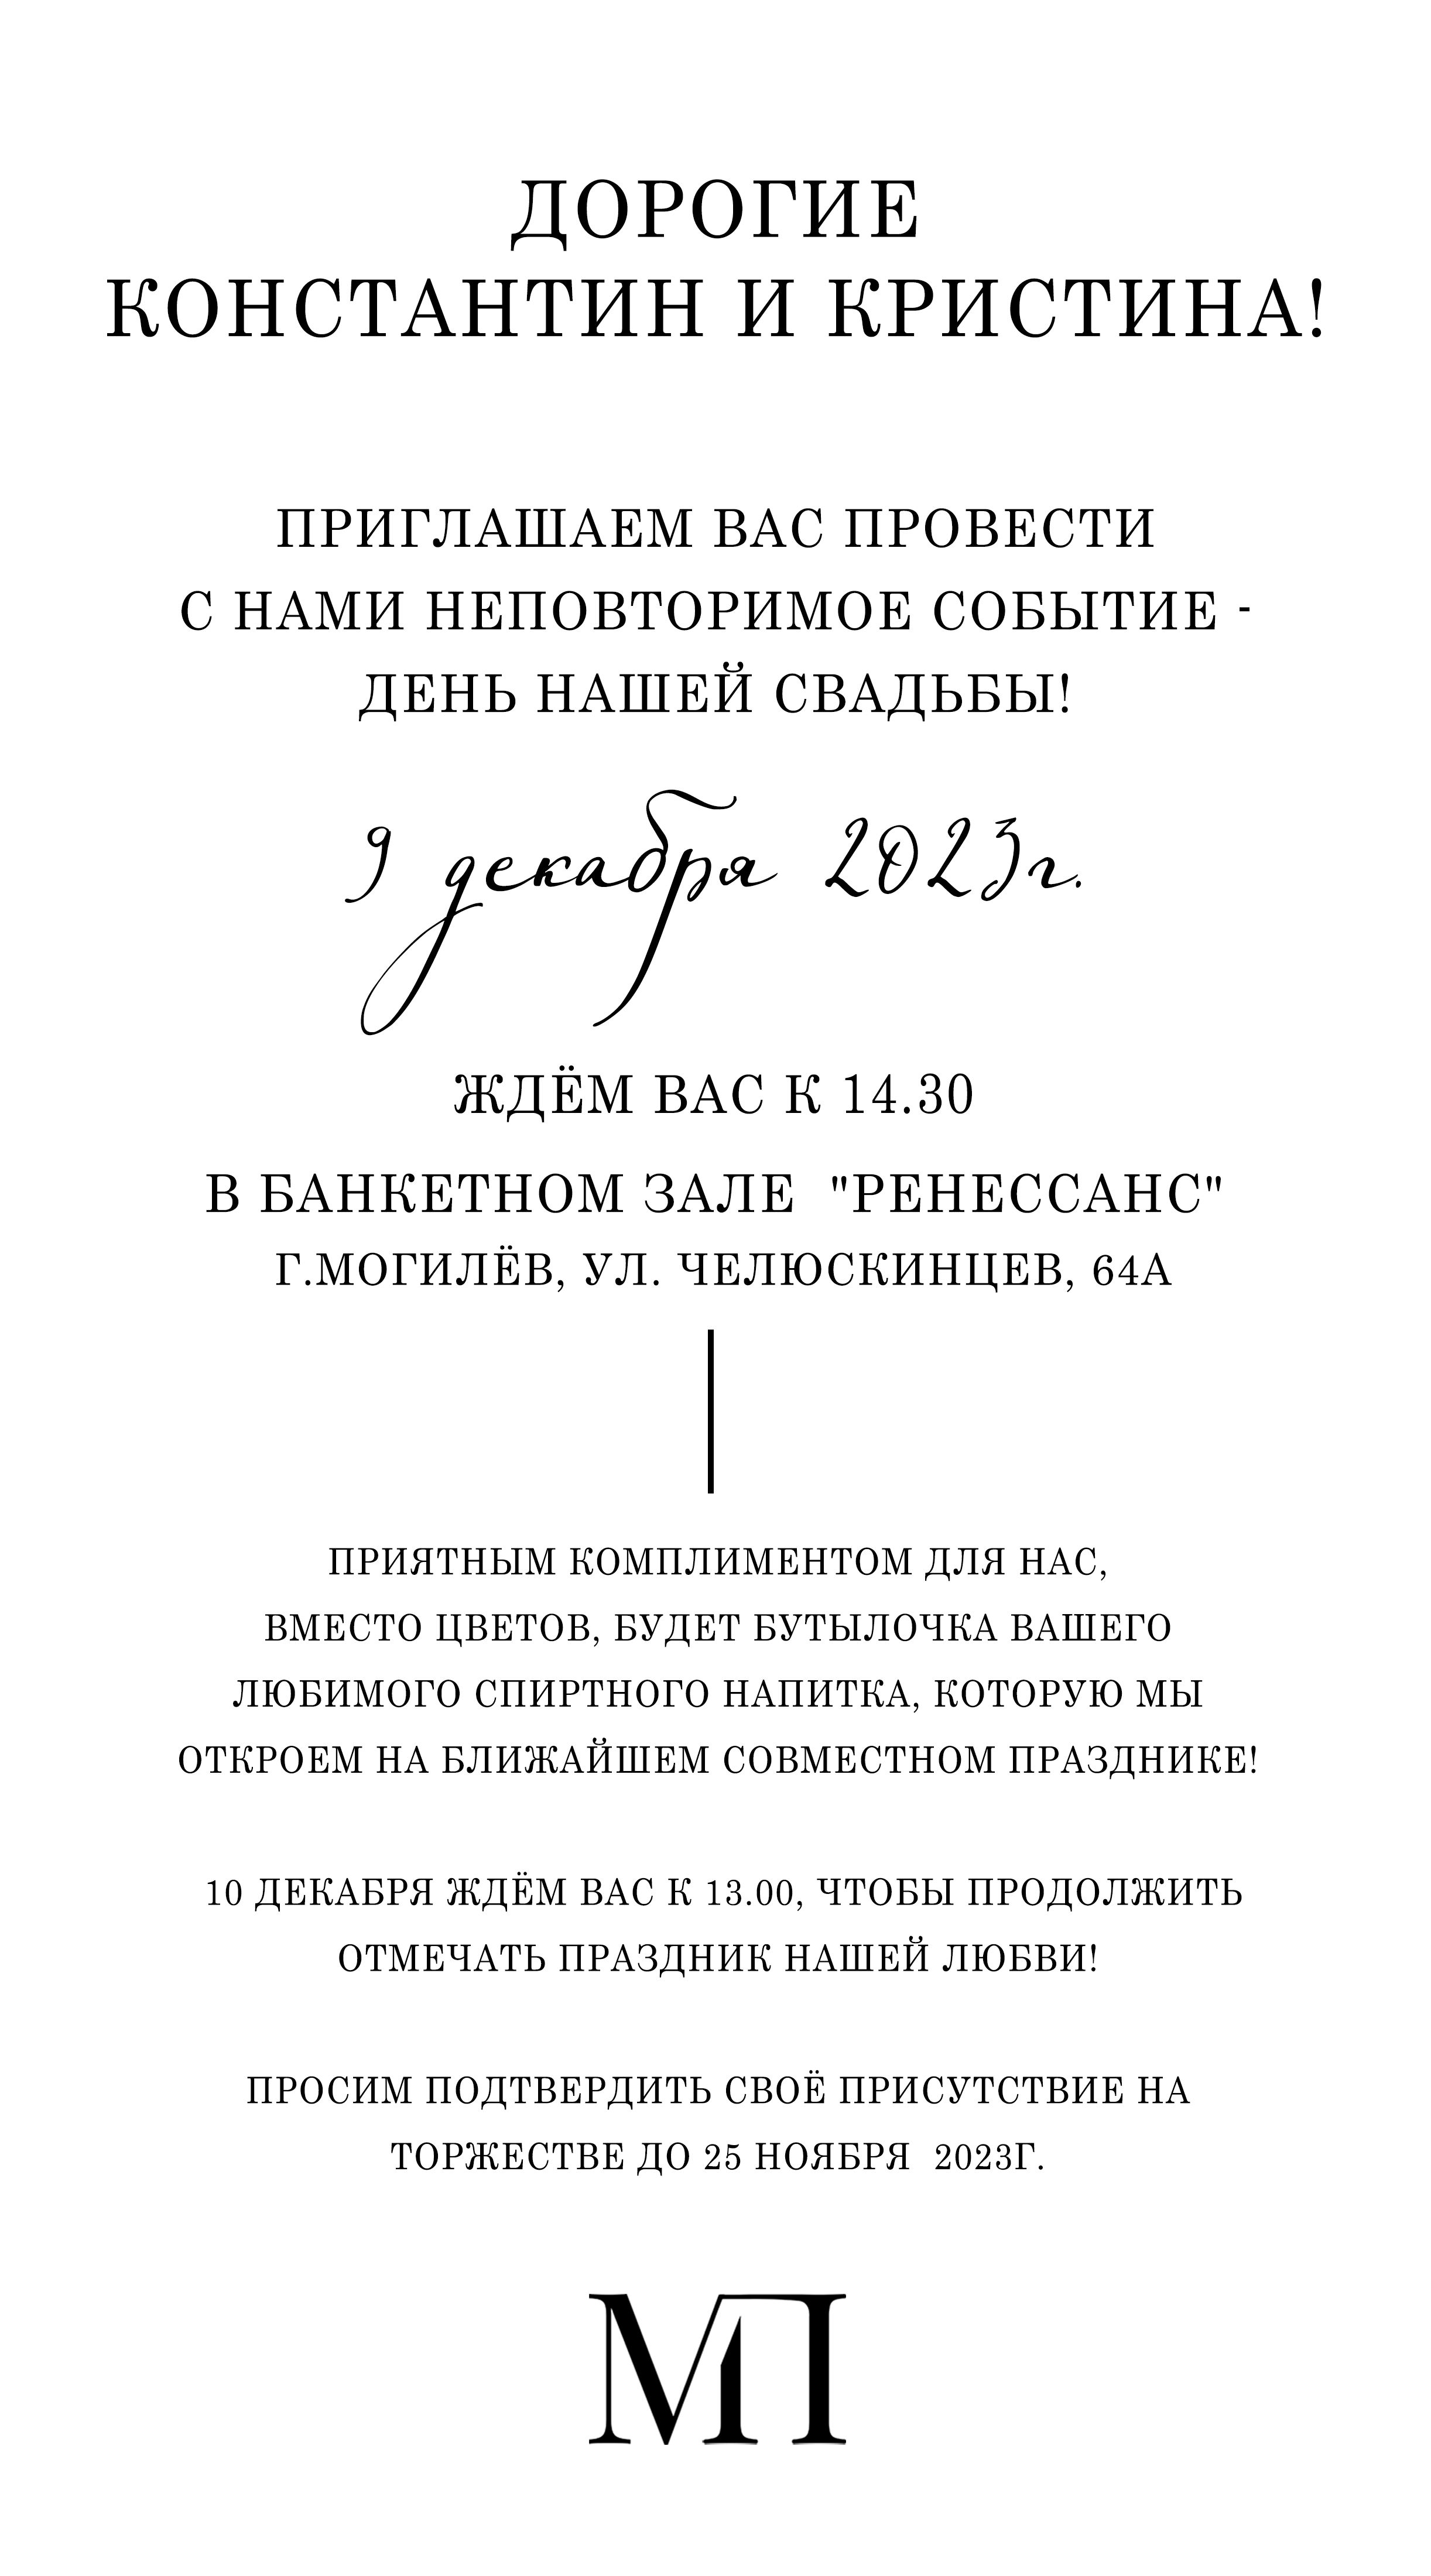 ДОРОГИЕ
КОНСТАНТИН И КРИСТИНА!
ПРИГЛАШАЕМ ВАС ПРОВЕСТИ
С НАМИ НЕПОВТОРИМОЕ СОБЫТИЕ -
ДЕНЬ НАШЕЙ СВАДЬБЫ!
9 декабря 2023г.
ЖДЁМ ВАС К 14.30
В БАНКЕТНОМ ЗАЛЕ "РЕНЕССАНС"
Г.МОГИЛЁВ, УЛ. ЧЕЛЮСКИНЦЕВ, 64А
ПРИЯТНЫМ КОМПЛИМЕНТОМ ДЛЯ НАС,
ВМЕСТО ЦВЕТОВ, БУДЕТ БУТЫЛОЧКА ВАШЕГО
ЛЮБИМОГО СПИРТНОГО НАПИТКА, КОТОРУЮ МЫ
ОТКРОЕМ НА БЛИЖАЙШЕМ СОВМЕСТНОМ ПРАЗДНИКЕ!
10 ДЕКАБРЯ ЖДЁМ ВАС К 13.00, ЧТОБЫ ПРОДОЛЖИТЬ
ОТМЕЧАТЬ ПРАЗДНИК НАШЕЙ ЛЮБВИ!
ПРОСИМ ПОДТВЕРДИТЬ СВОЁ ПРИСУТСТВИЕ НА
ТОРЖЕСТВЕ ДО 25 НОЯБРЯ 2023Г.
МП